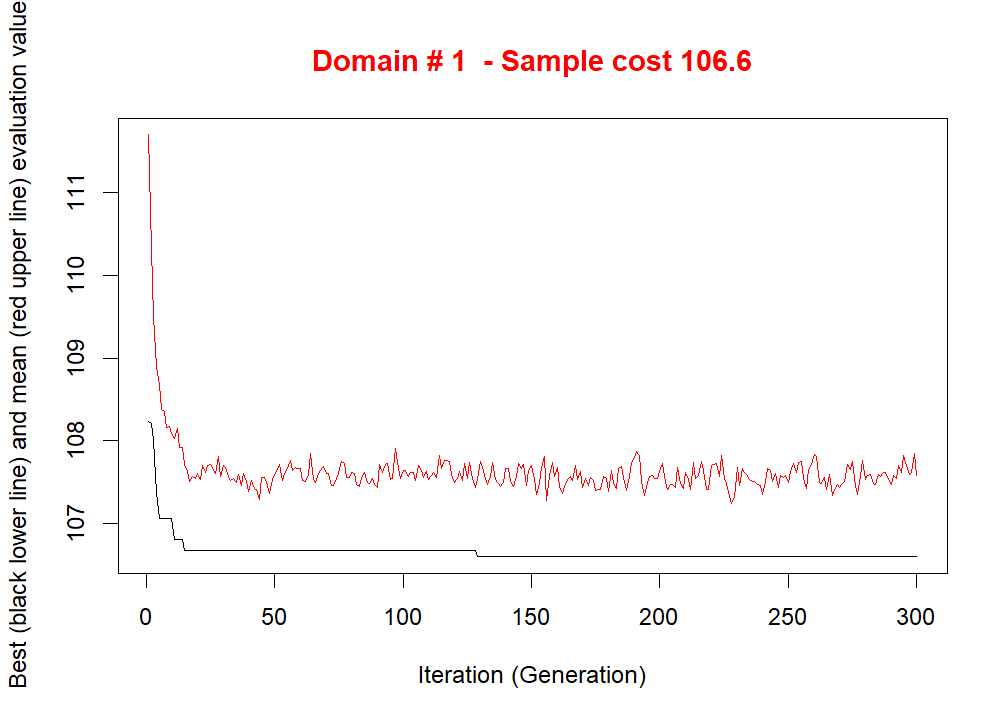 Domain # 1  - Sample cost 106.6
Best (black lower line) and mean (red upper line) evaluation value
111
110
109
108
107
0 50 100 150 200 250 300
Iteration (Generation)